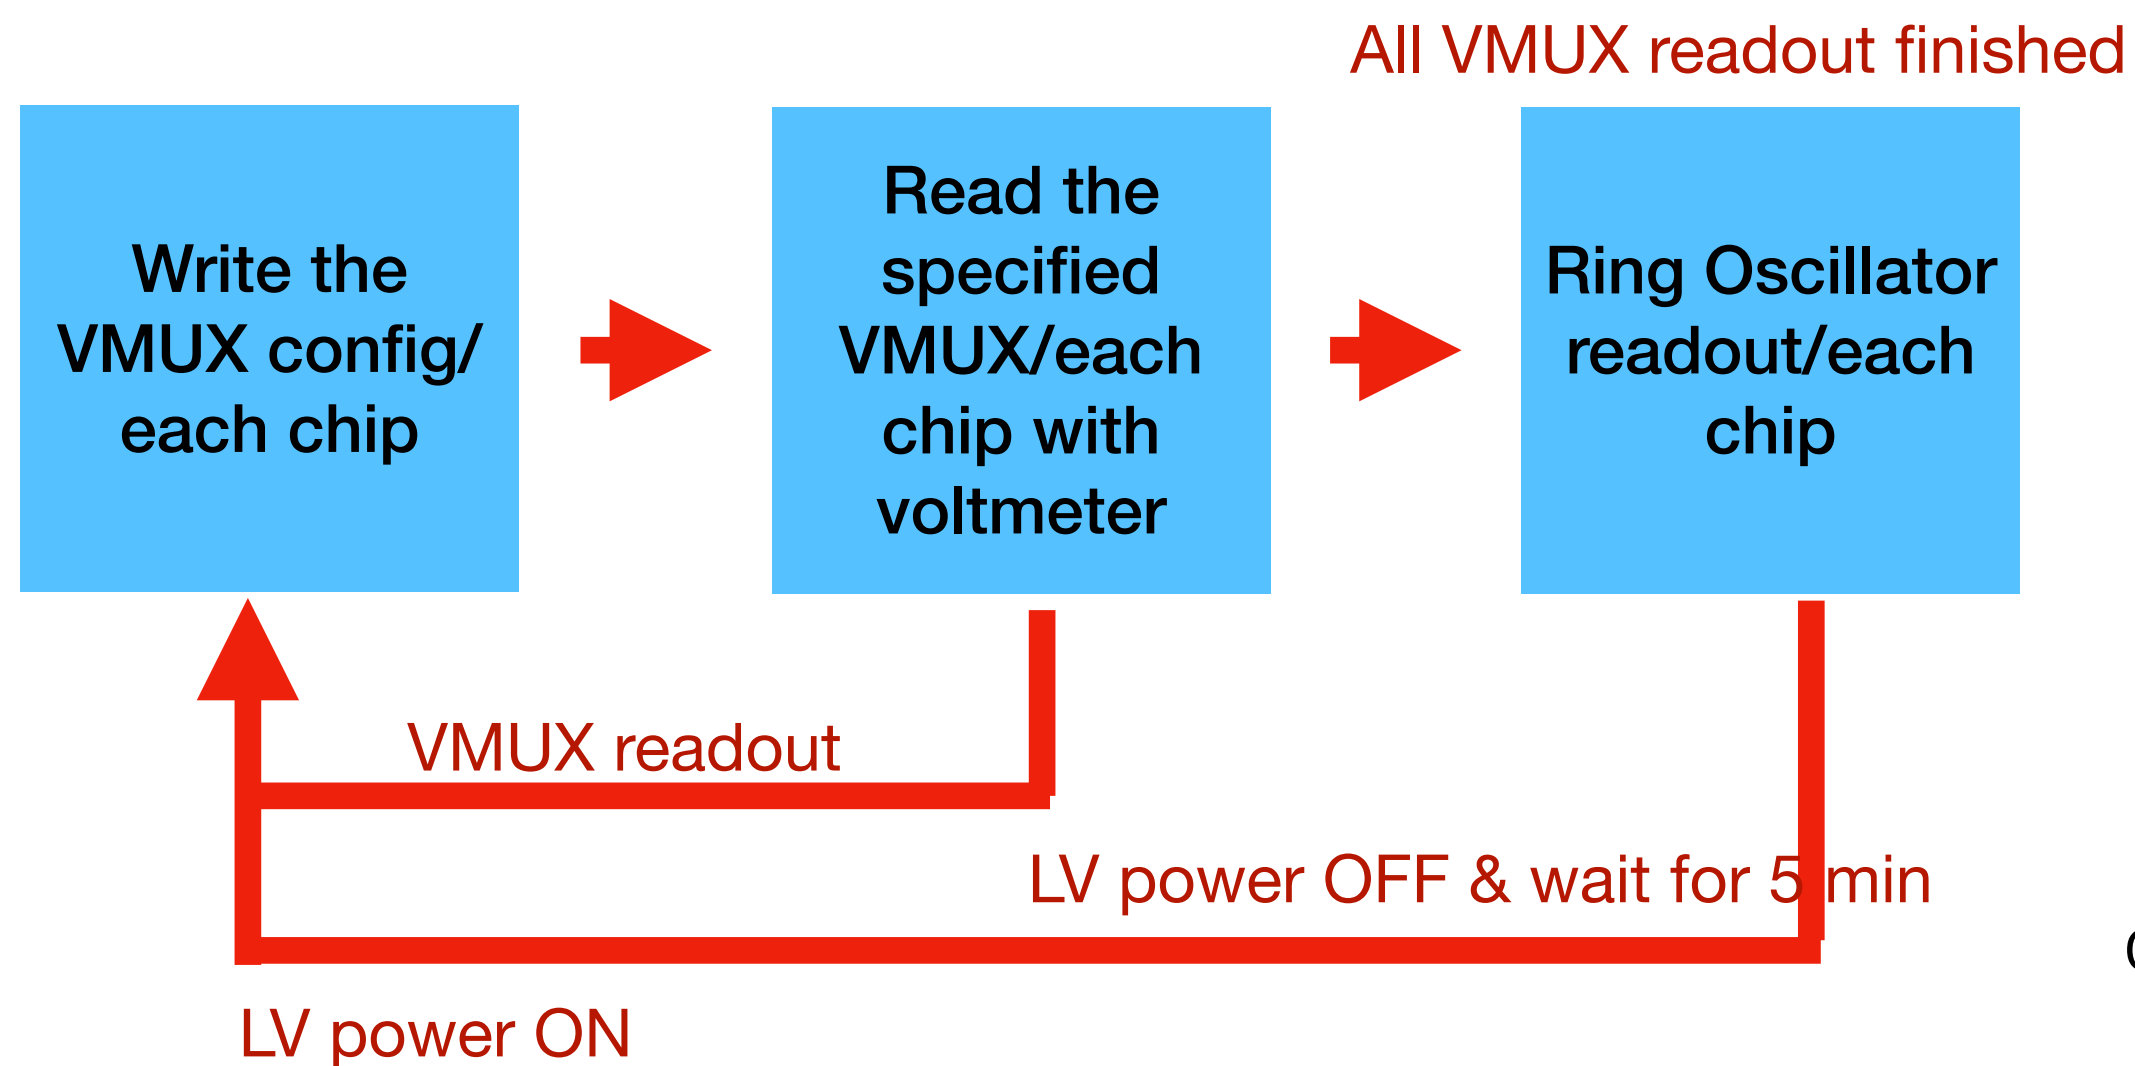 All VMUX readout finished
Write the
VMUX config/
each chip
Read the
specified
VMUX/each
chip with
voltmeter
Ring Oscillator
readout/each
chip
VMUX readout
LV power OFF & wait for 5 min
LV power ON